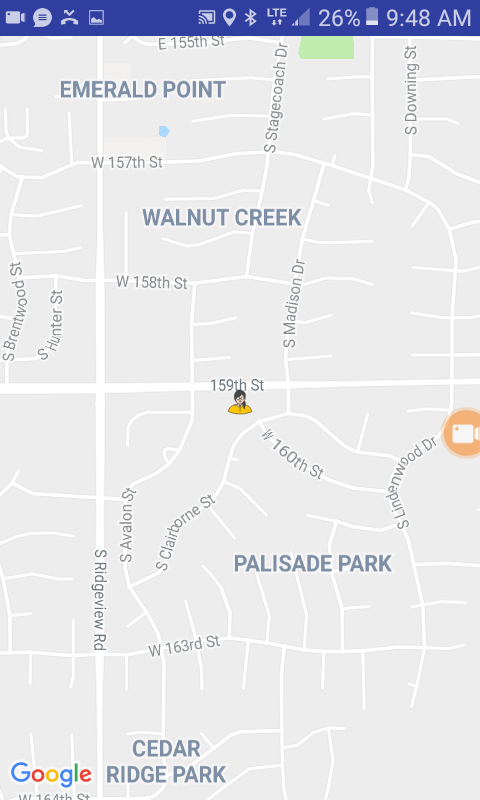 LTE 26% 9:48 AM
E 155th St
EMERALD POINT
S Stagecoach Dr
S Downing St
W 157th St
WALNUT CREEK
S Brentwood St
S Hunter St
W 158th St
S Madison Dr
159th St
W 160th St
S Lindenwood Dr
S Avalon St
S Clairborne St
S Ridgeview Rd
PALISADE PARK
W 163rd St
CEDAR
RIDGE PARK
Google
W 164th St